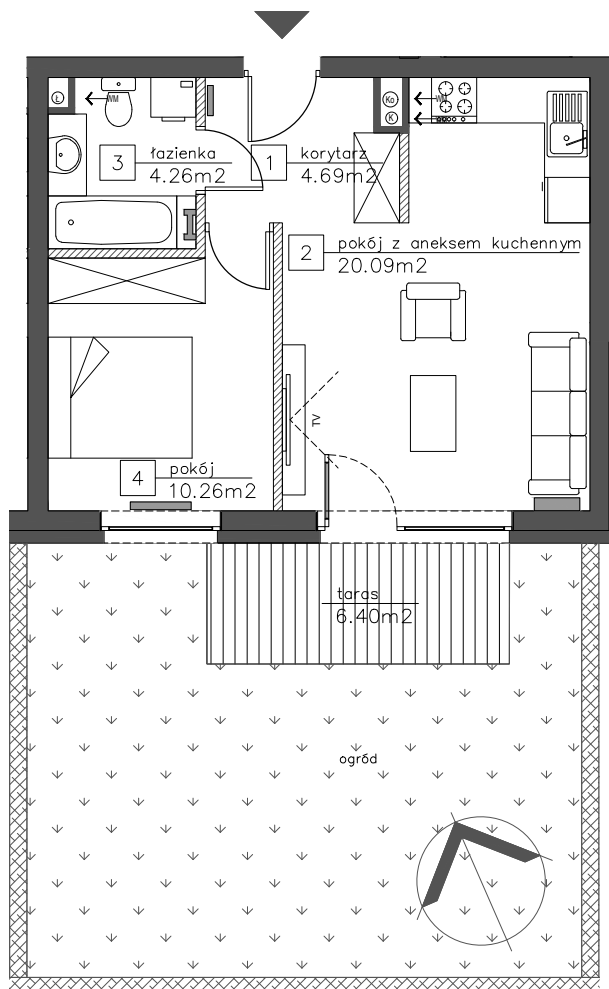 Ł
WM
Ko
K
WM
3 łazienka
4.26m2
1 korytarz
4.69m2
2 pokój z aneksem kuchennym
20.09m2
TV
4 pokój
10.26m2
taras
6.40m2
ogród